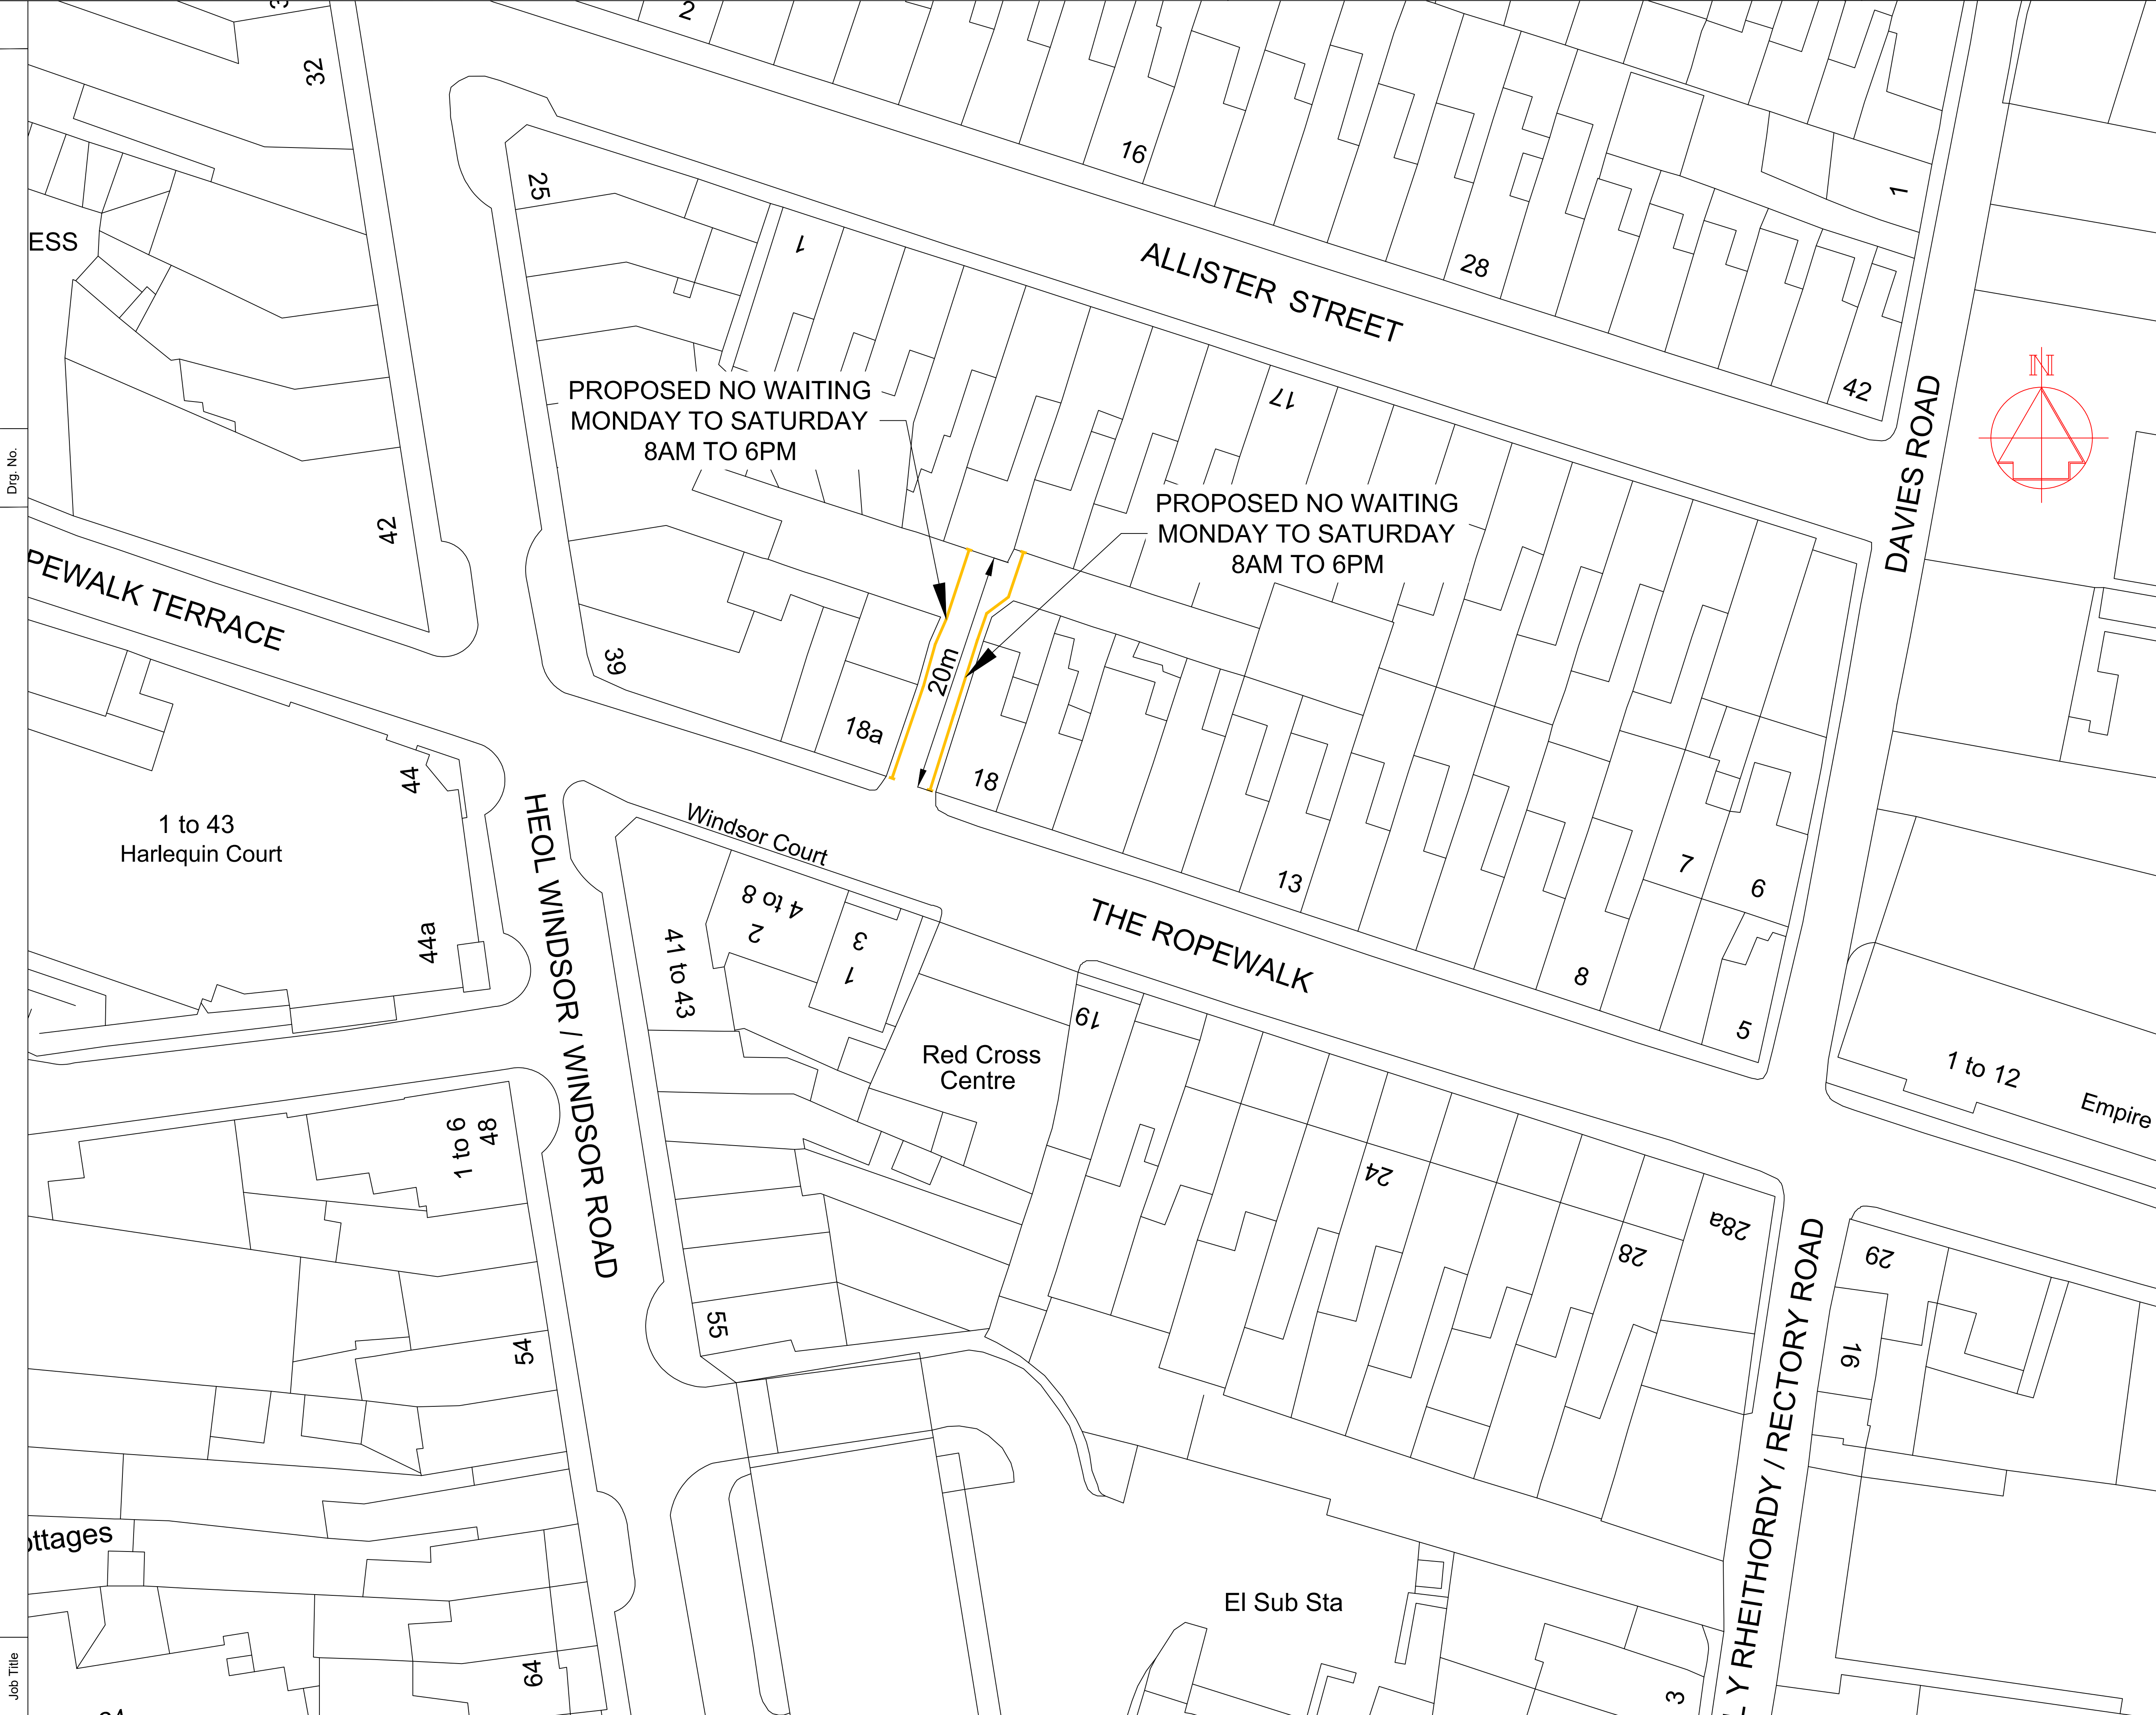 2
32
16
25
1
ESS
1
ALLISTER STREET
28
N
PROPOSED NO WAITING
MONDAY TO SATURDAY
8AM TO 6PM
17
42
DAVIES ROAD
Drg. No.
PROPOSED NO WAITING
MONDAY TO SATURDAY
8AM TO 6PM
42
PEWALK TERRACE
39
20m
18a
18
44
1 to 43
Harlequin Court
HEOL WINDSOR / WINDSOR ROAD
Windsor Court
4 to 8
2
3
1
13
7
6
44a
41 to 43
THE ROPEWALK
8
5
19
Red Cross
Centre
1 to 12
Empire
1 to 6
48
24
28
28a
29
54
55
16
Y RHEITHORDY / RECTORY ROAD
ottages
El Sub Sta
Job Title
64
3